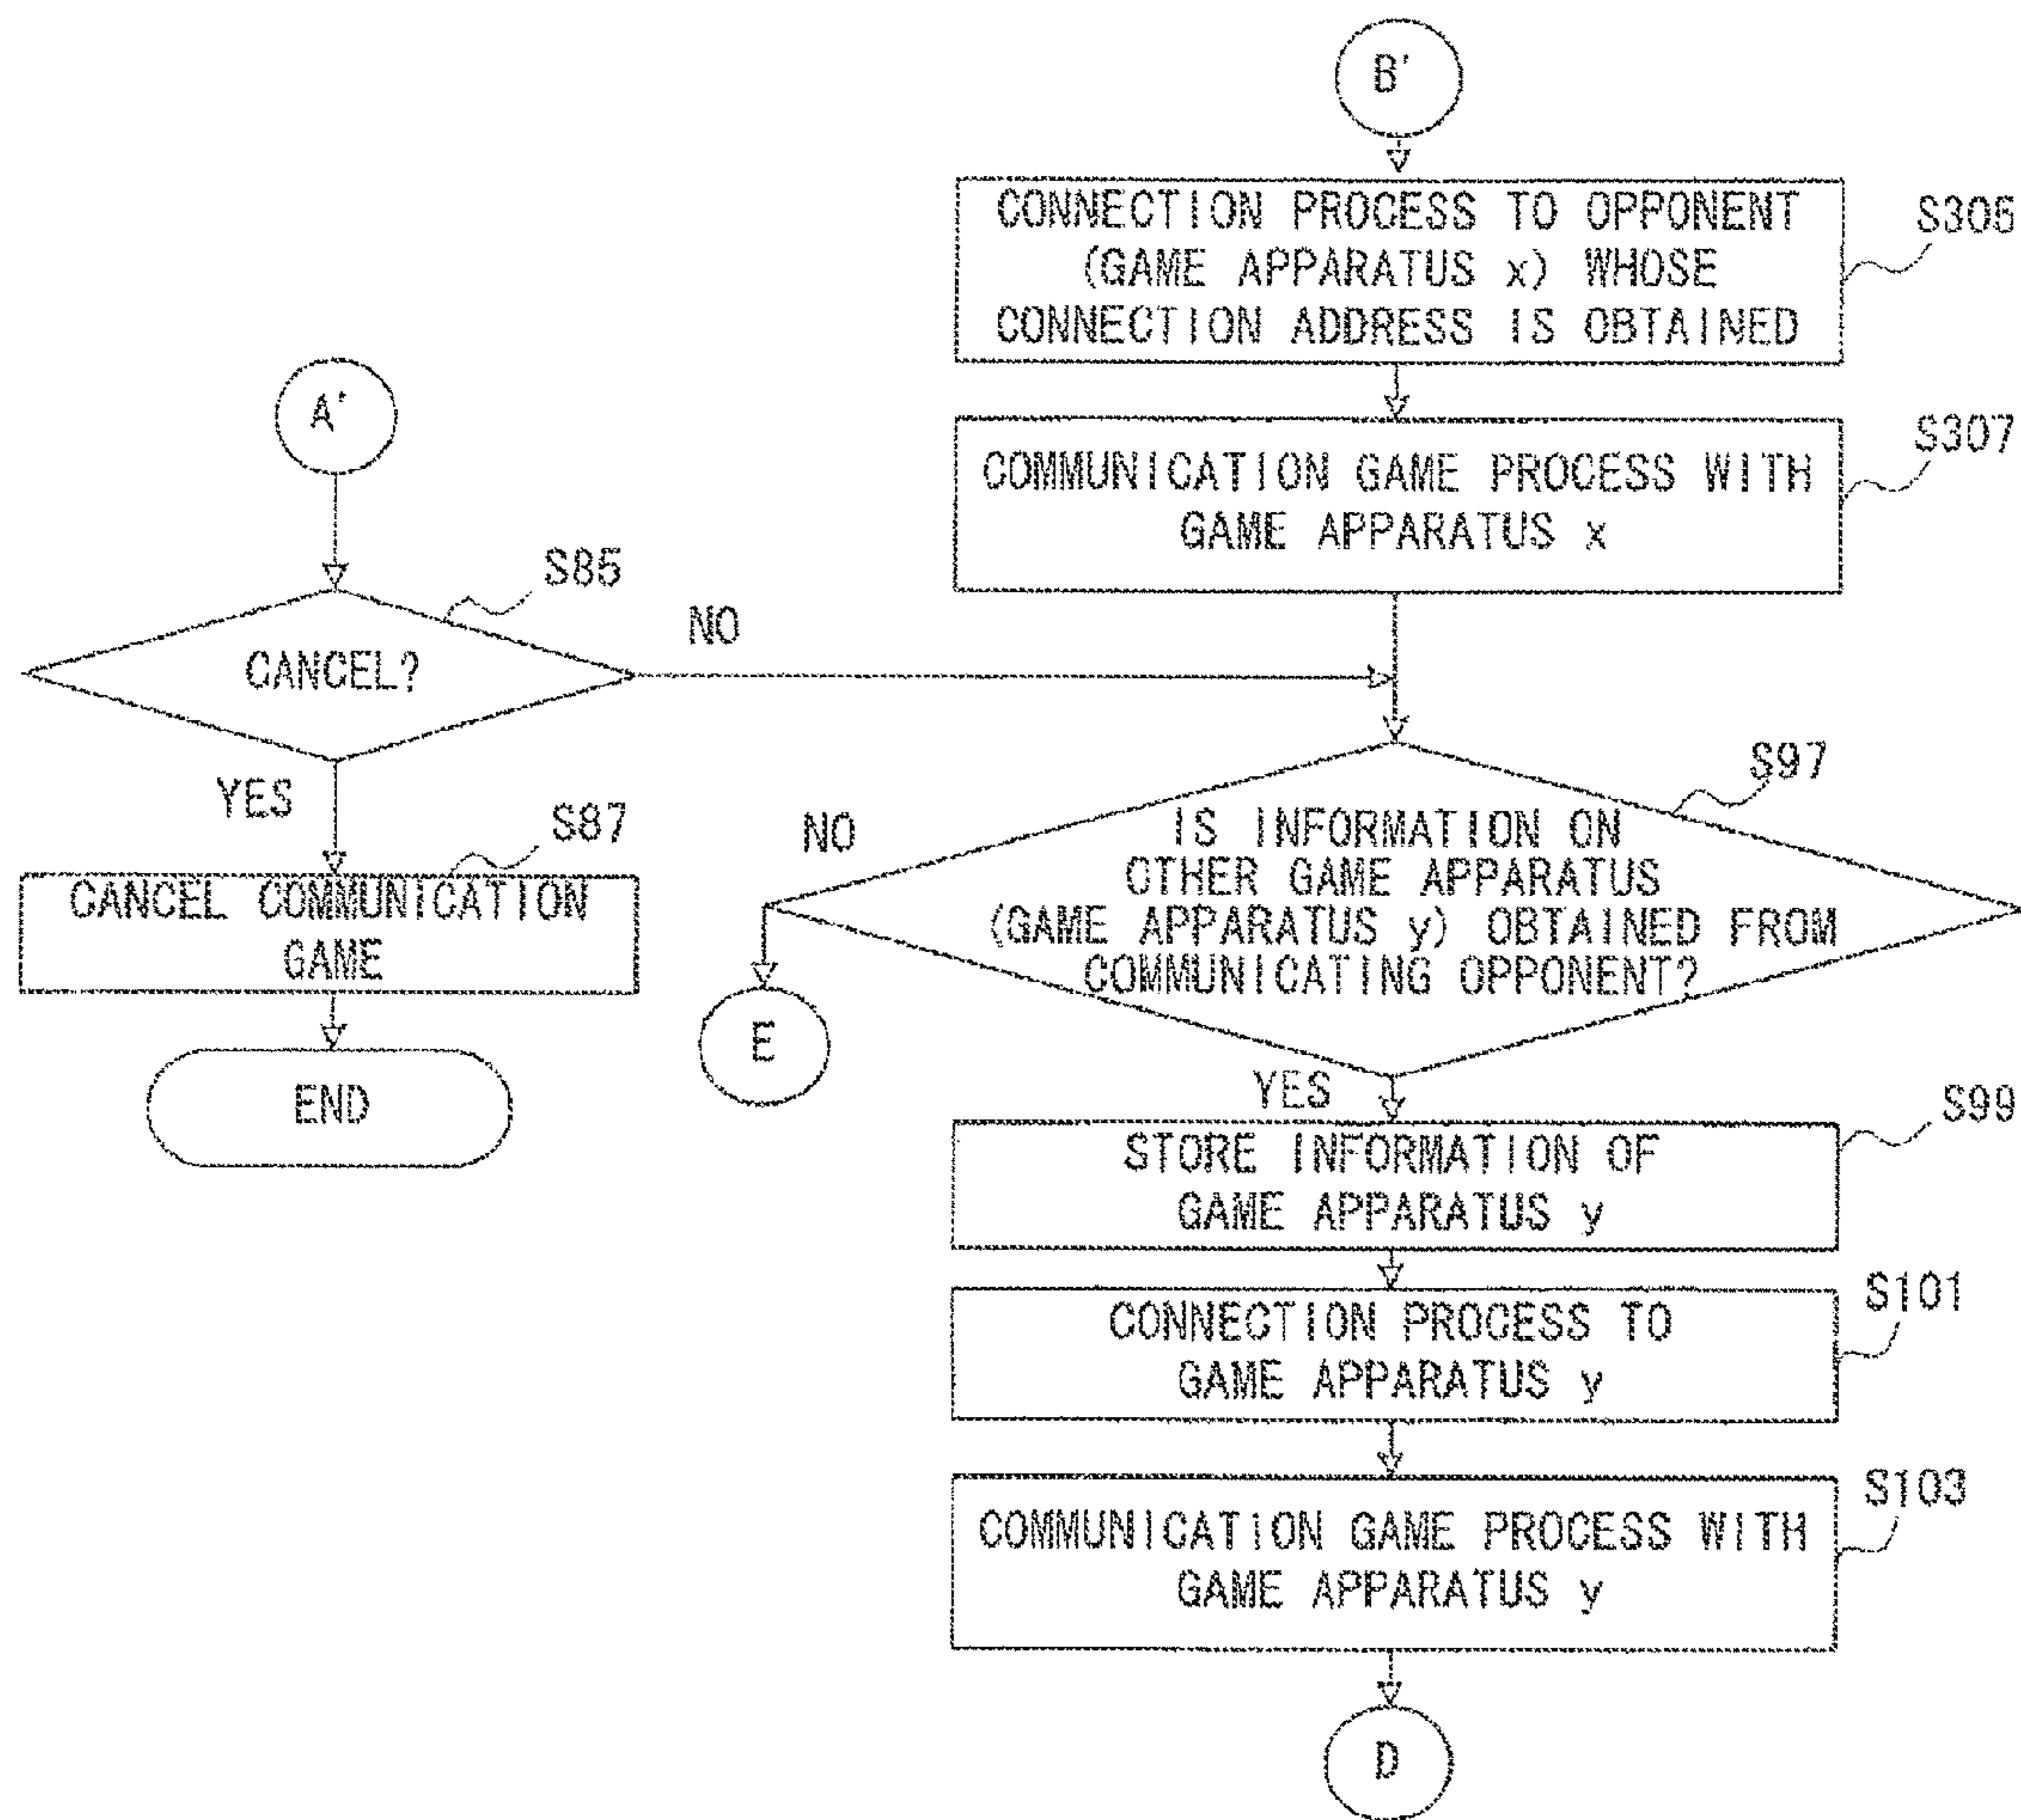 B'
CONNECTION PROCESS TO OPPONENT
(GAME APPARATUS x) WHOSE
CONNECTION ADDRESS IS OBTAINED
S305
COMMUNICATION GAME PROCESS WITH
GAME APPARATUS x
S307
A'
S85
CANCEL?
NO
YES
S87
CANCEL COMMUNICATION
GAME
END
S97
IS INFORMATION ON
OTHER GAME APPARATUS
(GAME APPARATUS y) OBTAINED FROM
COMMUNICATING OPPONENT?
NO
E
YES
S99
STORE INFORMATION OF
GAME APPARATUS y
S101
CONNECTION PROCESS TO
GAME APPARATUS y
S103
COMMUNICATION GAME PROCESS WITH
GAME APPARATUS y
D